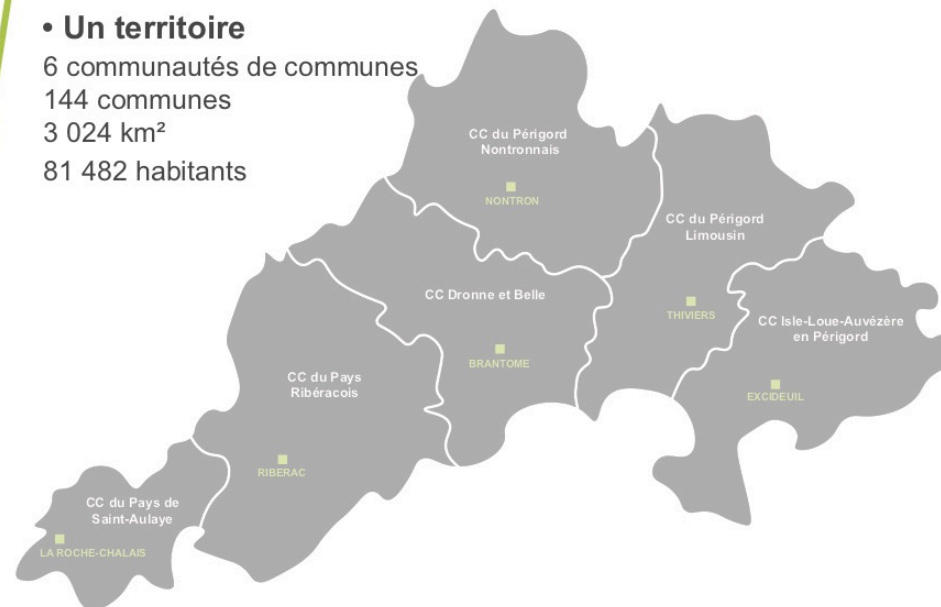 • Un territoire
6 communautés de communes
144 communes
3 024 km²
81 482 habitants
CC du Périgord
Nontronnais
NONTRON
CC du Périgord
Limousin
THIVIERS
CC Dronne et Belle
BRANTOME
CC Isle-Loue-Auvézère
en Périgord
EXCIDEUIL
CC du Pays
Ribéracois
RIBERAC
CC du Pays de
Saint-Aulaye
LA ROCHE-CHALAIS